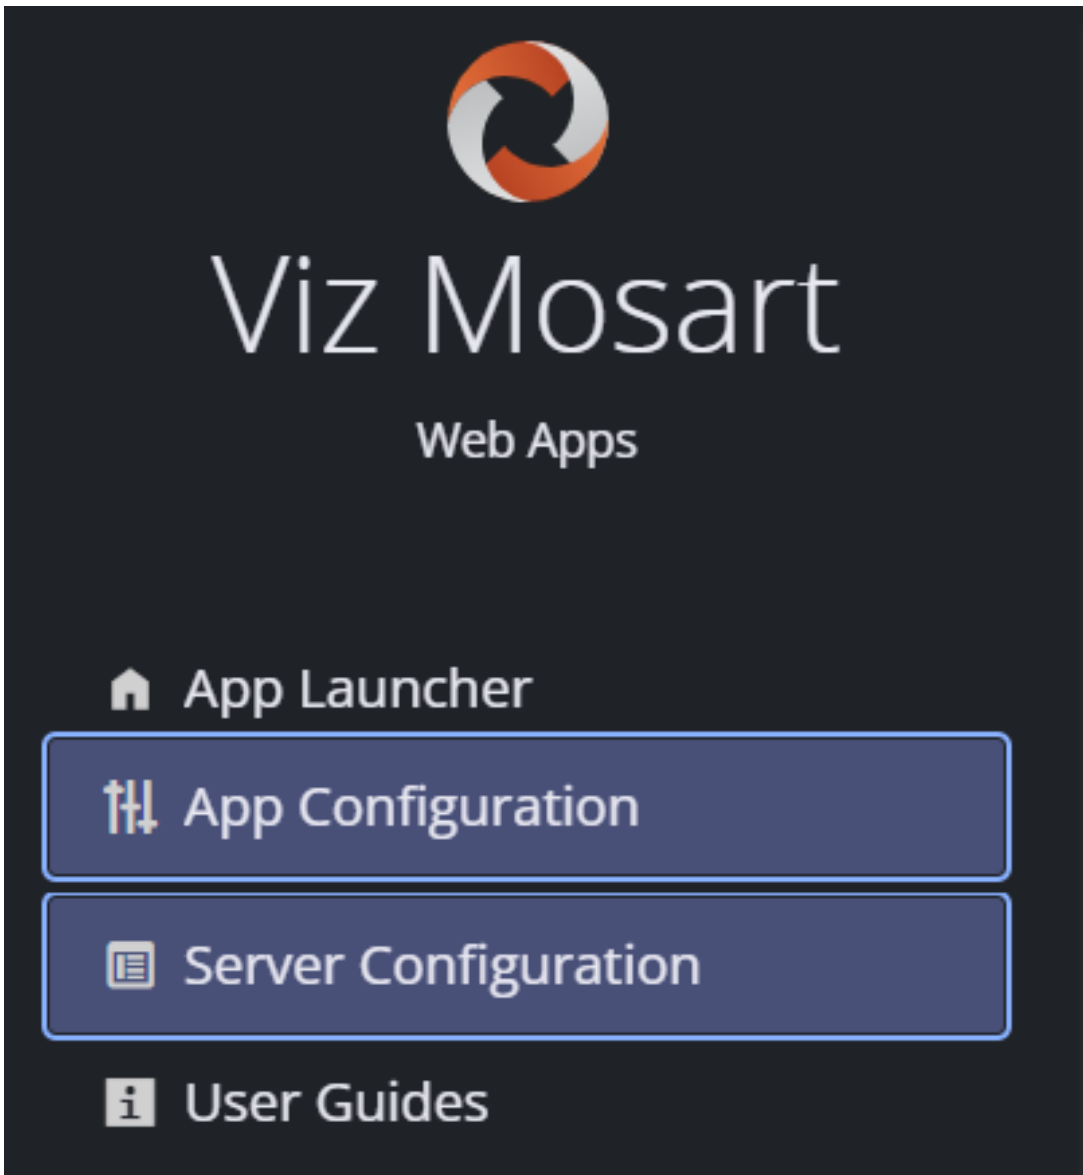 Viz Mosart
Web Apps
App Launcher
App Configuration
Server Configuration
User Guides